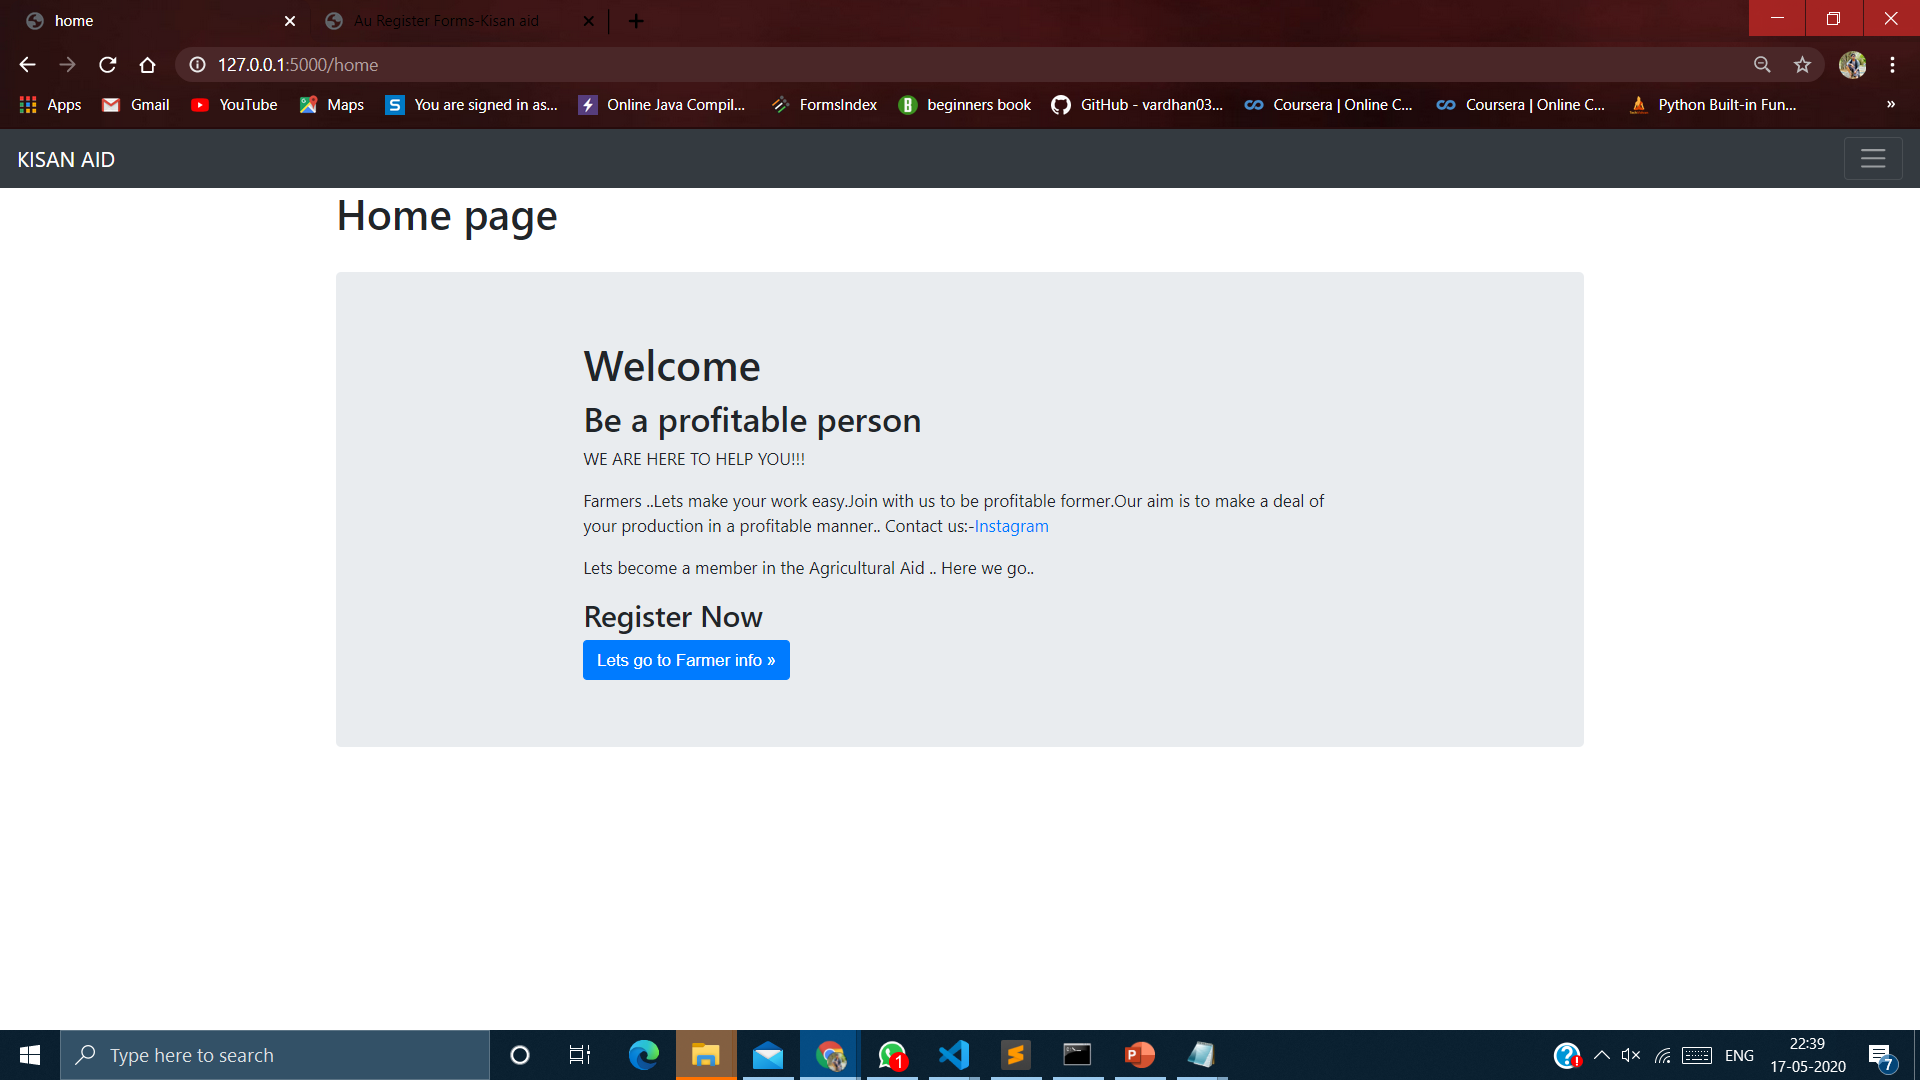 home
Au Register Forms-Kisan aid
127.0.0.1:5000/home
Apps
Gmail
YouTube
Maps
S
You are signed in as...
Online Java Compil...
FormsIndex
B
beginners book
GitHub - vardhan03...
Coursera | Online C...
Coursera | Online C...
Python Built-in Fun...
»
KISAN AID
Home page
Welcome
Be a profitable person
WE ARE HERE TO HELP YOU!!!
Farmers ..Lets make your work easy.Join with us to be profitable former.Our aim is to make a deal of
your production in a profitable manner.. Contact us:-Instagram
Lets become a member in the Agricultural Aid .. Here we go..
Register Now
Lets go to Farmer info »
Type here to search
1
ENG
22:39
17-05-2020
7